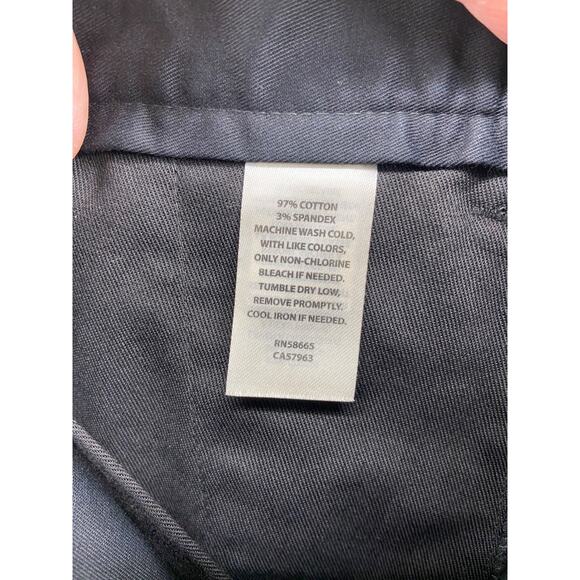 97% COTTON
3% SPANDEX
MACHINE WASH COLD,
WITH LIKE COLORS,
ONLY NON-CHLORINE
BLEACH IF NEEDED.
TUMBLE DRY LOW,
REMOVE PROMPTLY.
COOL IRON IF NEEDED.
RN58665
CA57963